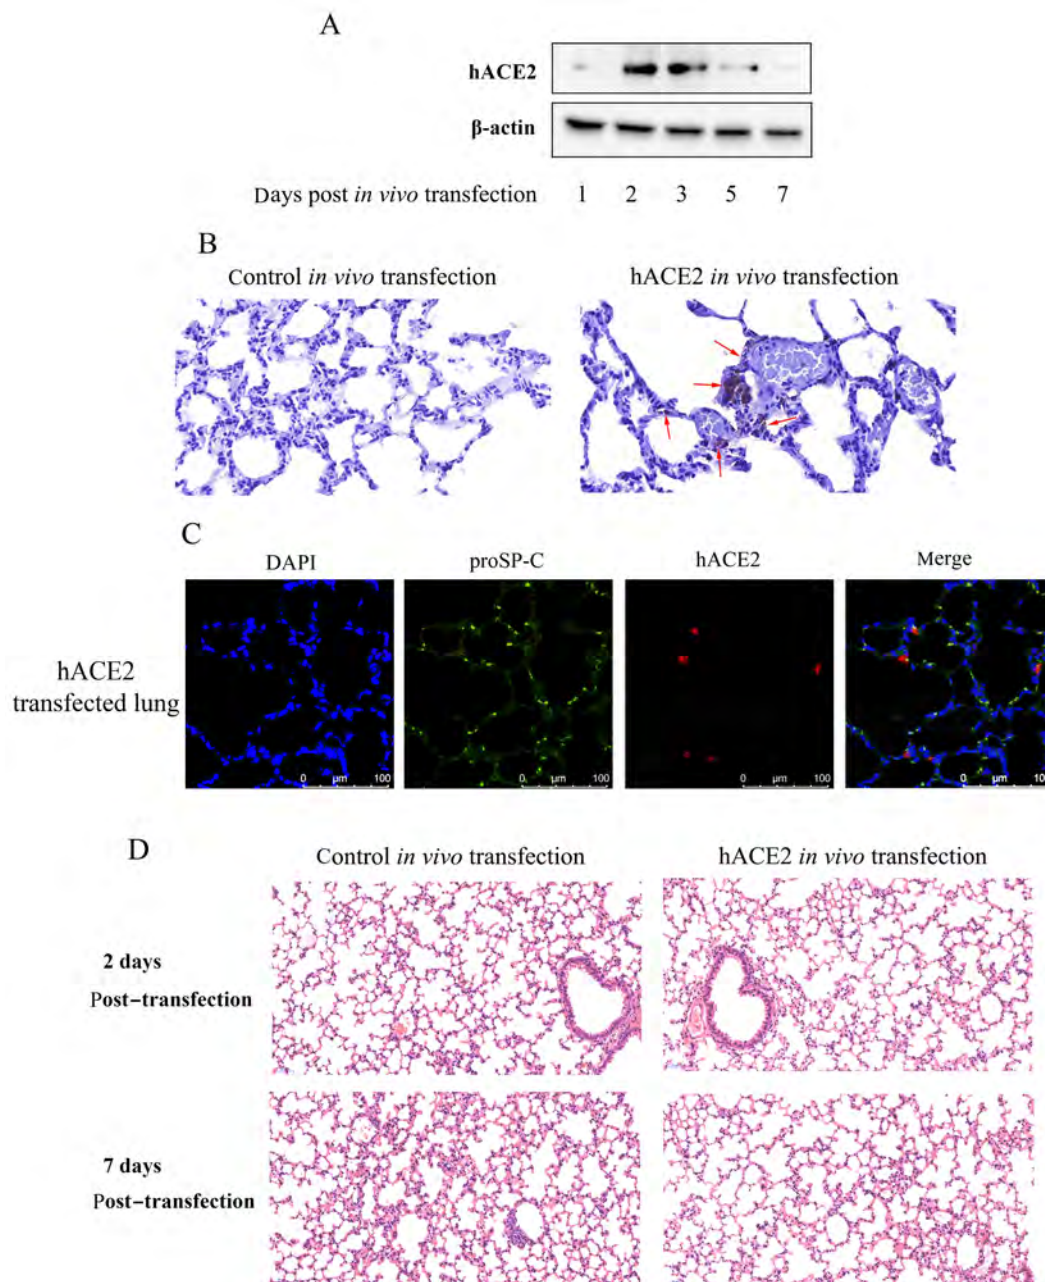 A
hACE2
β-actin
Days post in vivo transfection 1 2 3 5 7
B
Control in vivo transfection hACE2 in vivo transfection
C
DAPI proSP-C hACE2 Merge
hACE2
transfected lung
0 µm 100 0 µm 100 0 µm 100 0 µm 10
D
Control in vivo transfection hACE2 in vivo transfection
2 days
Post-transfection
7 days
Post-transfection